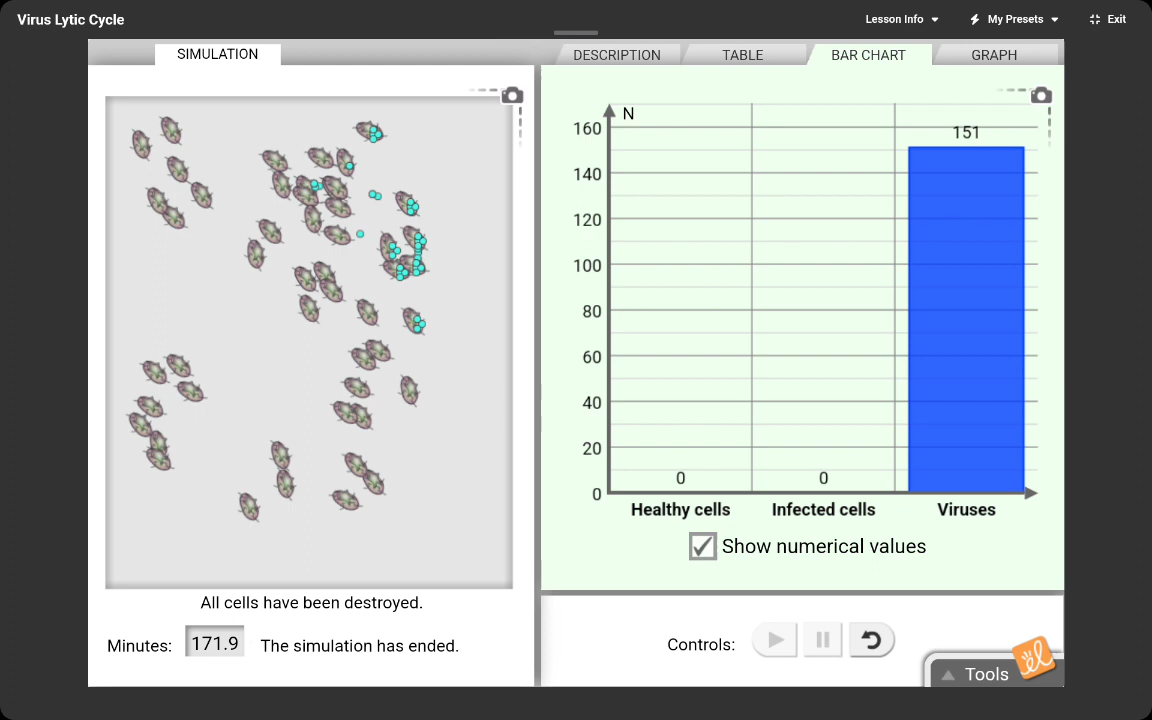 Virus Lytic Cycle
Lesson Info
My Presets
Exit
SIMULATION
DESCRIPTION
TABLE
BAR CHART
GRAPH
N
160
140
120
100
80
60
40
20
0
151
0
0
Healthy cells
Infected cells
Viruses
Show numerical values
All cells have been destroyed.
Minutes: 171.9 The simulation has ended.
Controls:
Tools